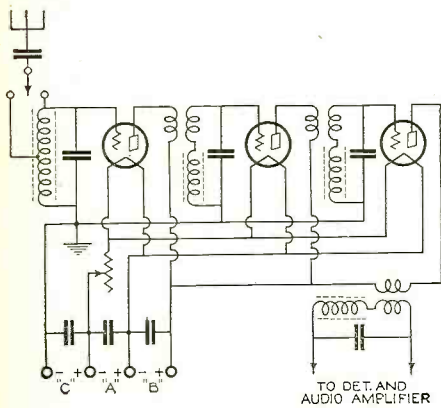 - + - + - +
"C" "A" "B"
TO DET. AND
AUDIO AMPLIFIER